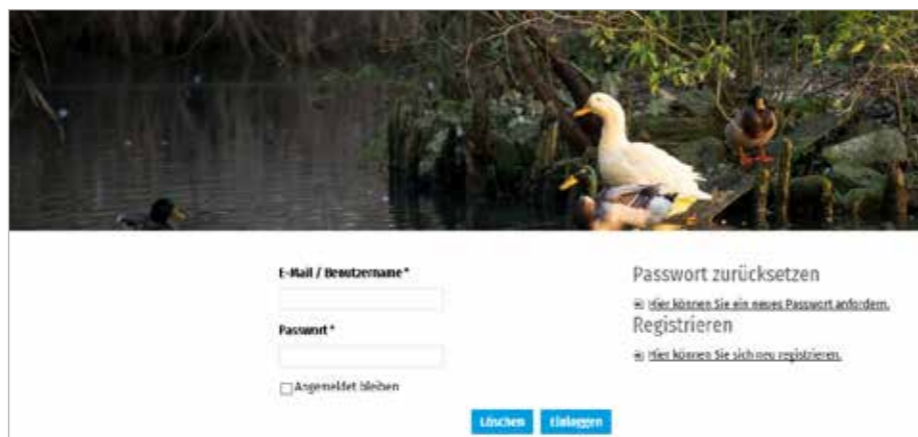 E-Mail / Benutzername *
Passwort *
Angemeldet bleiben
Löschen
Einloggen
Passwort zurücksetzen
Hier können Sie ein neues Passwort anfordern.
Registrieren
Hier können Sie sich neu registrieren.